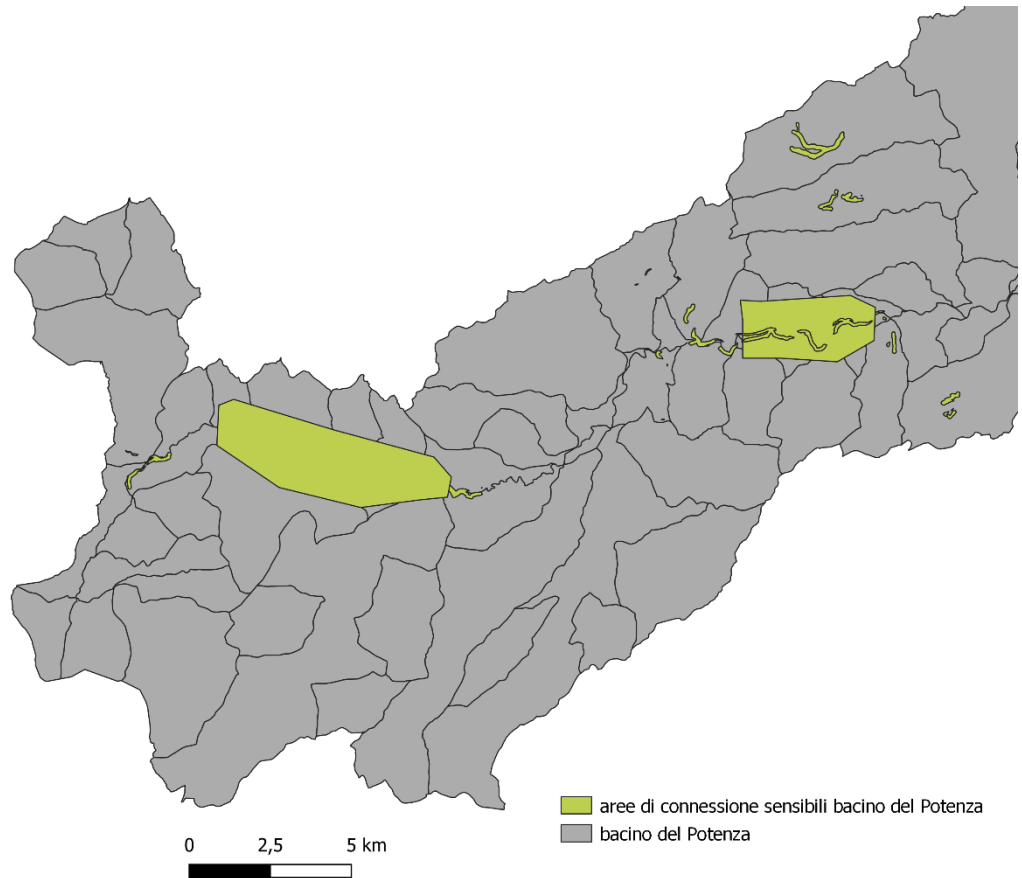 aree di connessione sensibili bacino del Potenza
bacino del Potenza
0 2,5 5 km